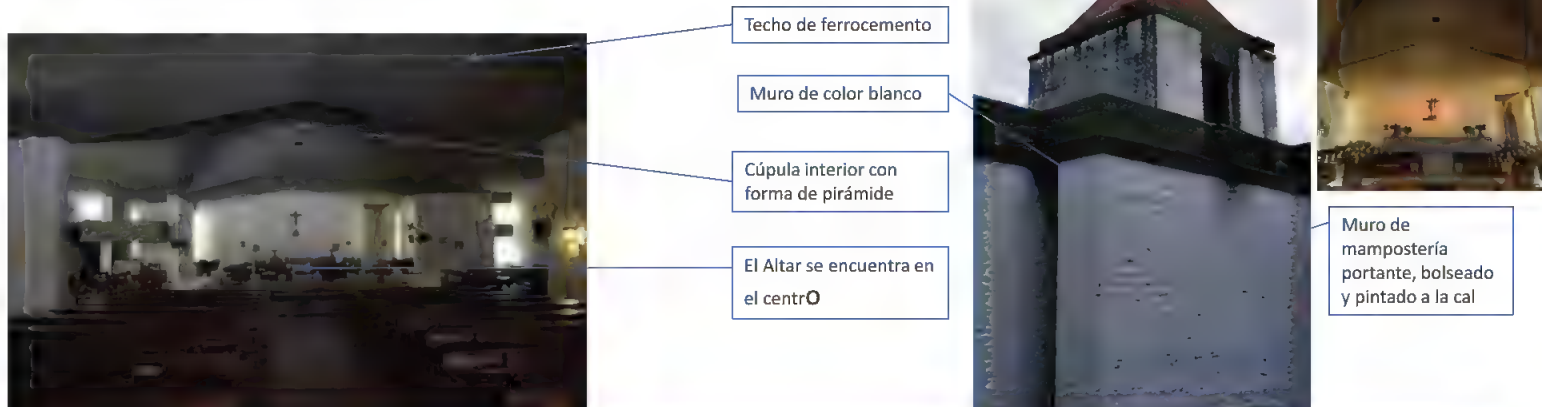 Techo de ferrocemento
Muro de color blanco
Cúpula interior con
forma de pirámide
El Altar se encuentra en
el centrO
Muro de
mampostería
portante, bolseado
y pintado a la cal